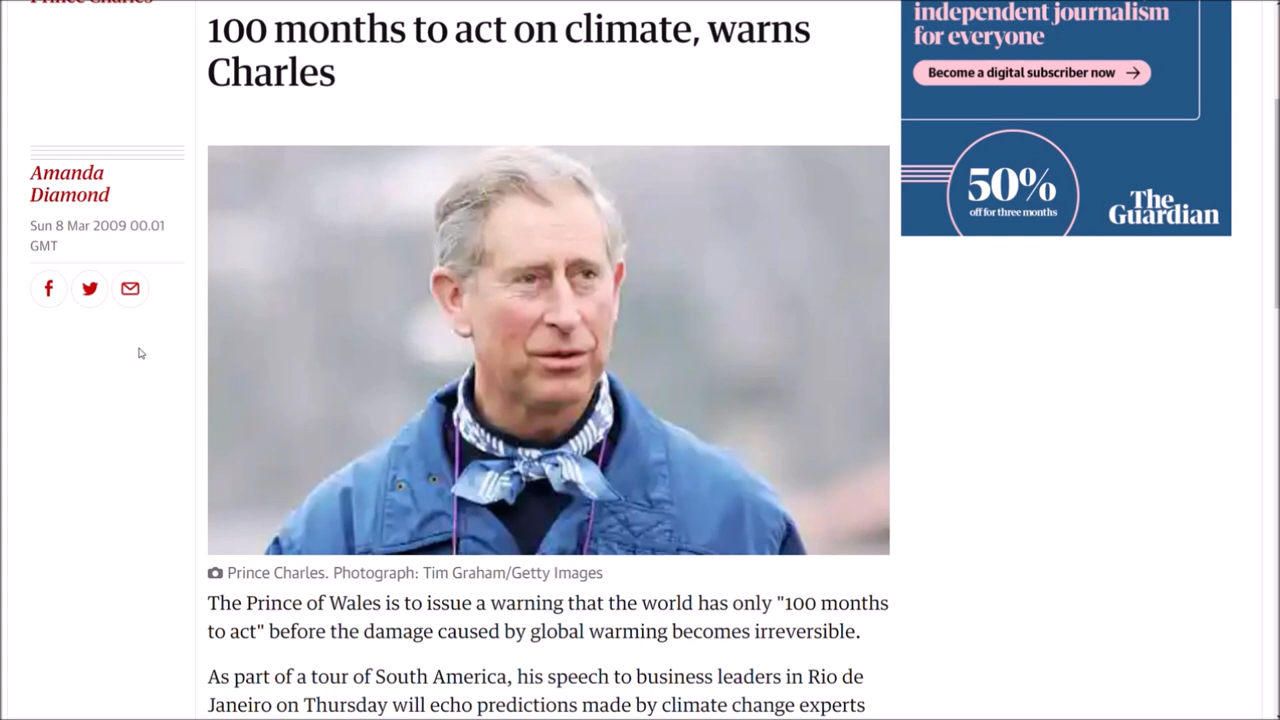 Prince Charles
100 months to act on climate, warns
Charles
independent journalism
for everyone
Become a digital subscriber now
50%
off for three months
The
Guardian
Amanda
Diamond
Sun 8 Mar 2009 00.01
GMT
Prince Charles. Photograph: Tim Graham/Getty Images
The Prince of Wales is to issue a warning that the world has only "100 months
to act" before the damage caused by global warming becomes irreversible.
As part of a tour of South America, his speech to business leaders in Rio de
Janeiro on Thursday will echo predictions made by climate change experts